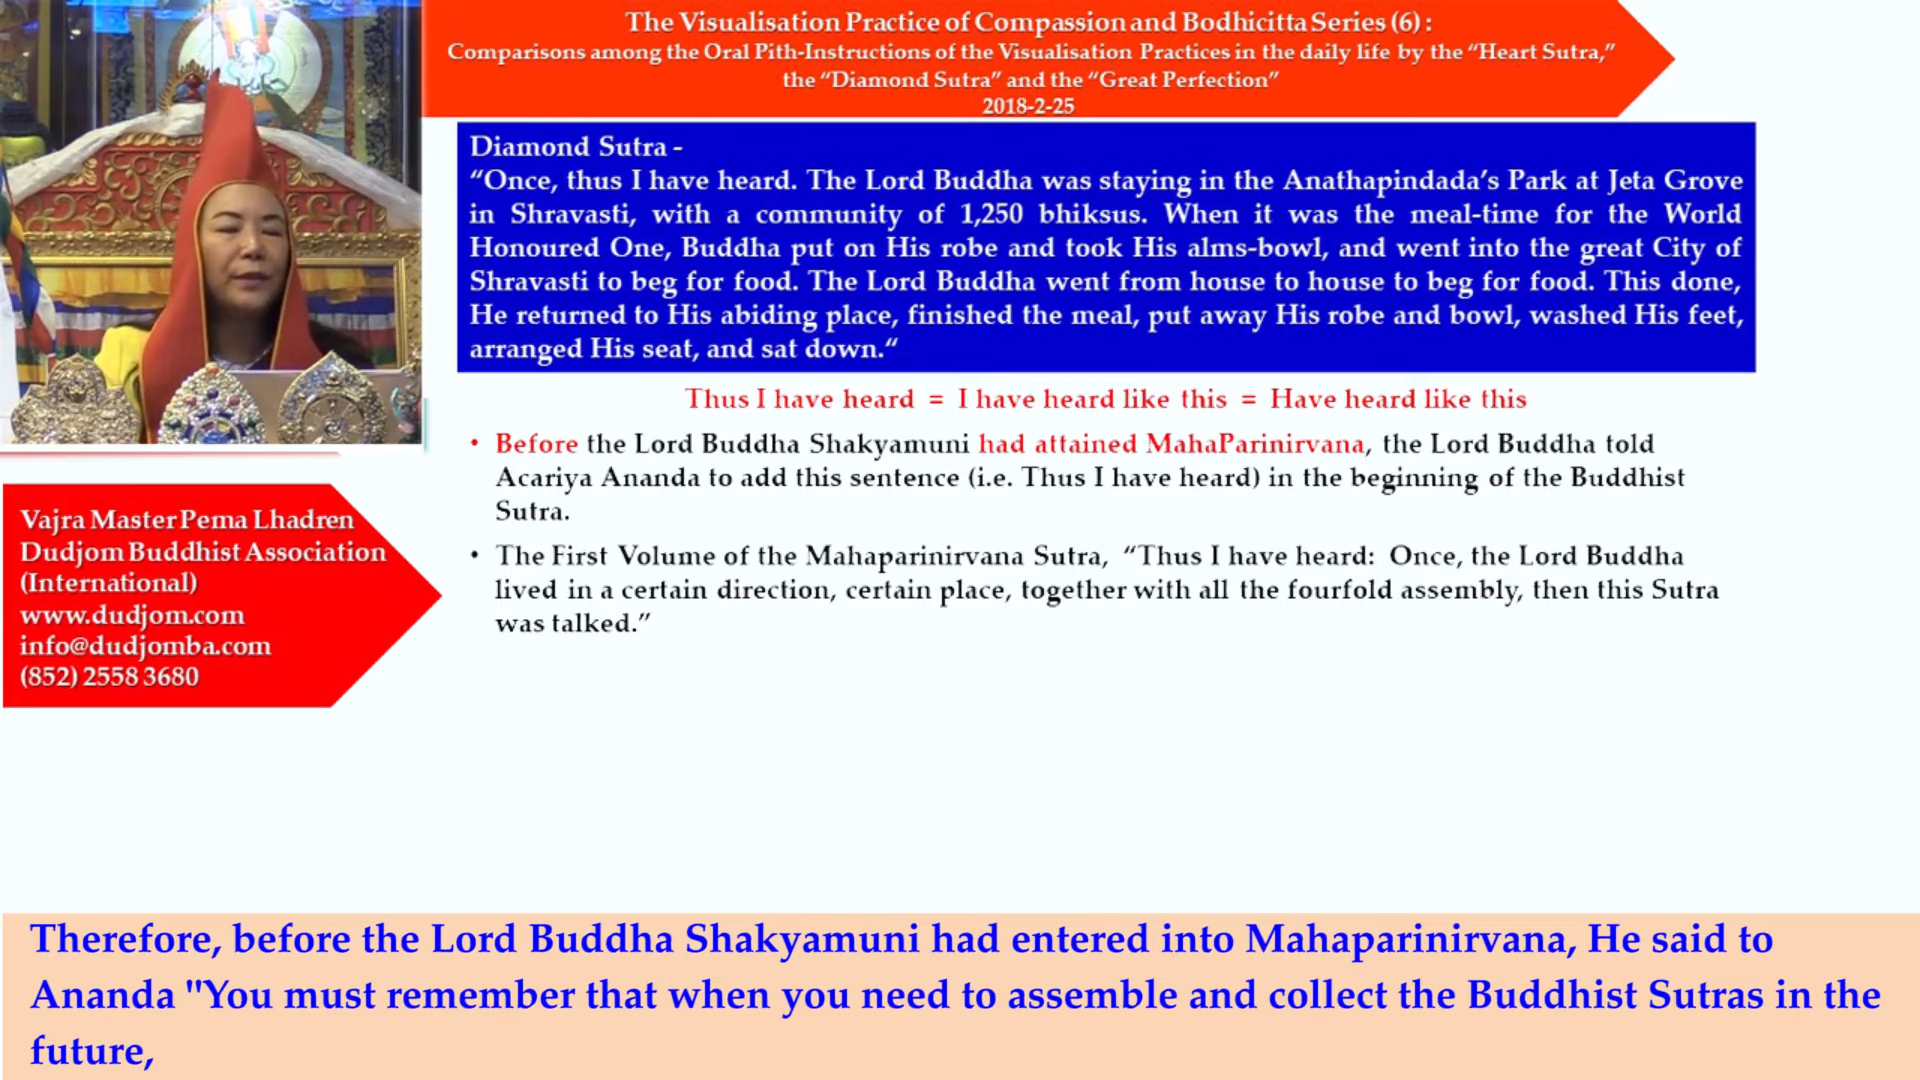 The Visualisation Practice of Compassion and Bodhicitta Series (6) :
Comparisons among the Oral Pith-Instructions of the Visualisation Practices in the daily life by the “Heart Sutra,”
the “Diamond Sutra” and the “Great Perfection”
2018-2-25
Diamond Sutra -
“Once, thus I have heard. The Lord Buddha was staying in the Anathapindada’s Park at Jeta Grove
in Shravasti, with a community of 1,250 bhiksus. When it was the meal-time for the World
Honoured One, Buddha put on His robe and took His alms-bowl, and went into the great City of
Shravasti to beg for food. The Lord Buddha went from house to house to beg for food. This done,
He returned to His abiding place, finished the meal, put away His robe and bowl, washed His feet,
arranged His seat, and sat down.“
Thus I have heard = I have heard like this = Have heard like this
• Before the Lord Buddha Shakyamuni had attained MahaParinirvana, the Lord Buddha told
Acariya Ananda to add this sentence (i.e. Thus I have heard) in the beginning of the Buddhist
Sutra.
• The First Volume of the Mahaparinirvana Sutra, “Thus I have heard: Once, the Lord Buddha
lived in a certain direction, certain place, together with all the fourfold assembly, then this Sutra
was talked.”
Vajra Master Pema Lhadren
Dudjom Buddhist Association
(International)
www.dudjom.com
info@dudjomba.com
(852) 2558 3680
Therefore, before the Lord Buddha Shakyamuni had entered into Mahaparinirvana, He said to
Ananda "You must remember that when you need to assemble and collect the Buddhist Sutras in the
future,